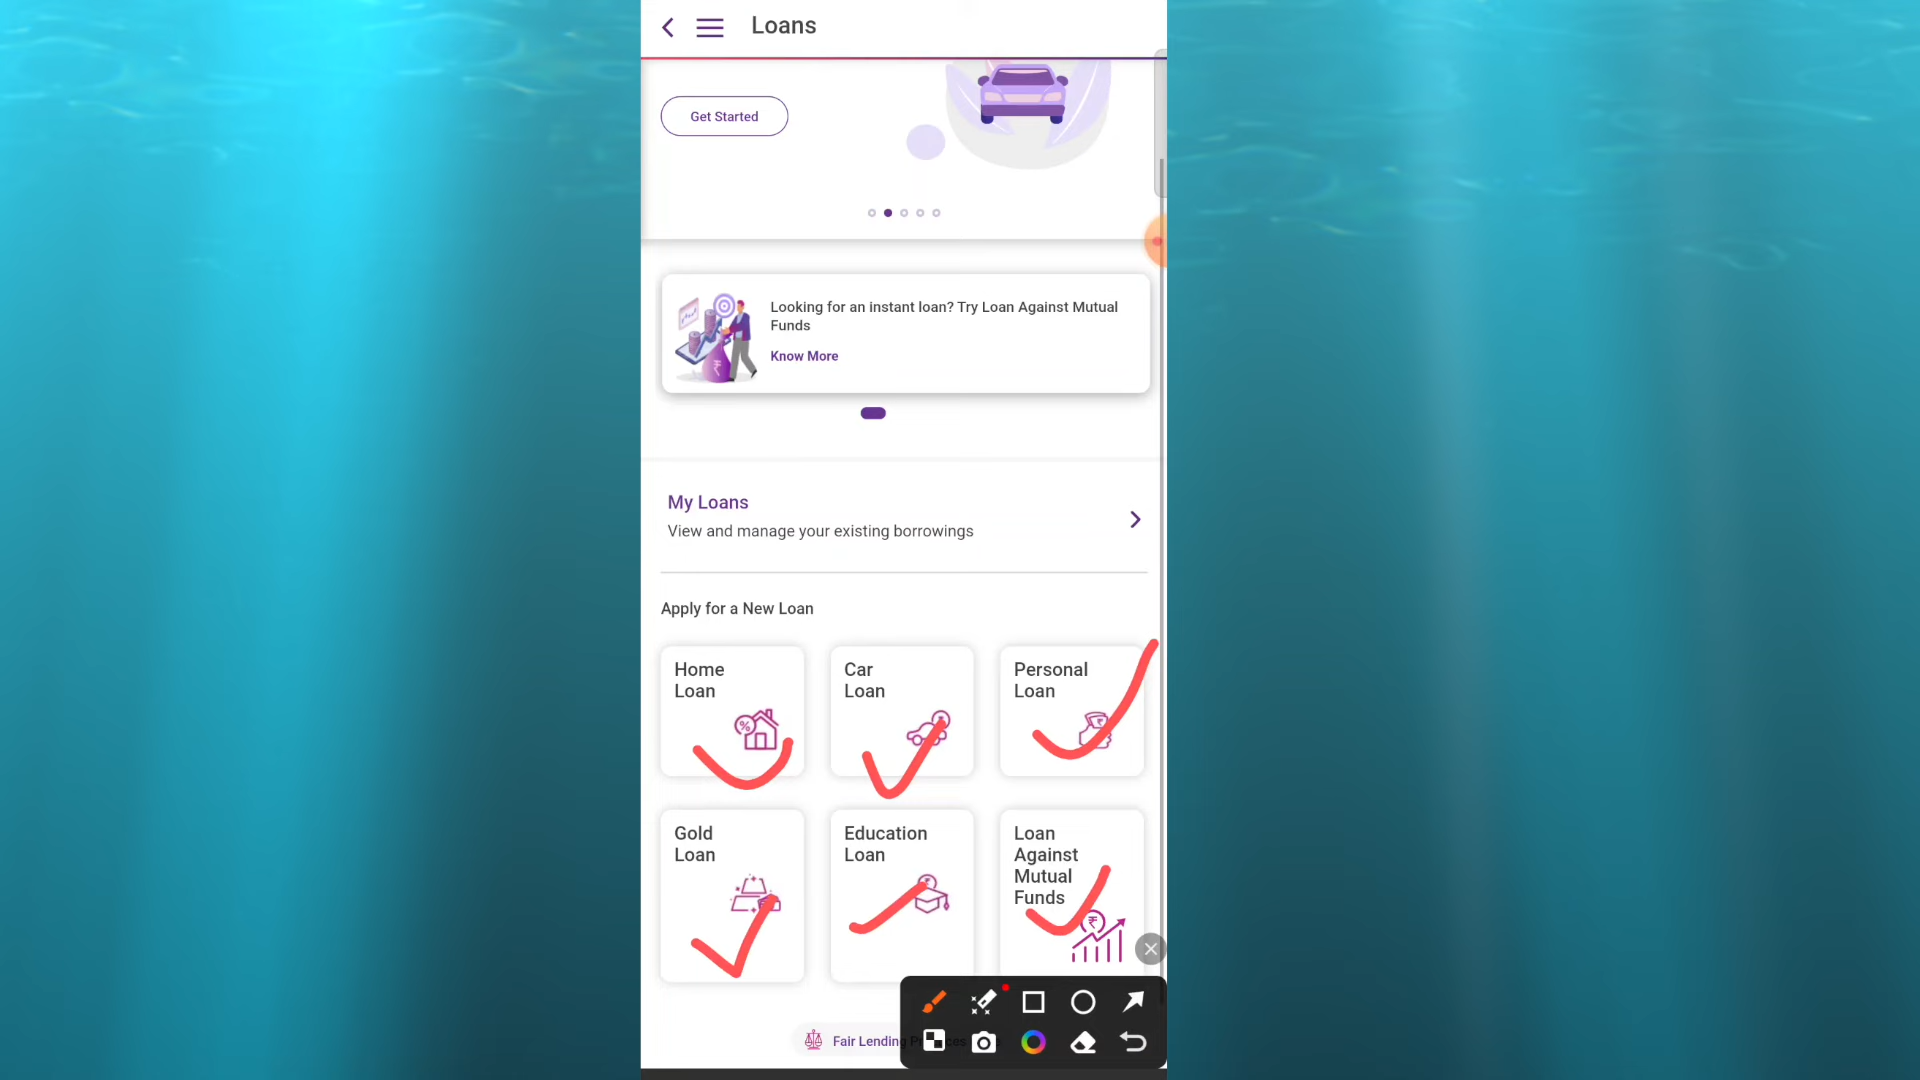 Loans
Get Started
Looking for an instant loan? Try Loan Against Mutual
Funds
Know More
My Loans
View and manage your existing borrowings
Apply for a New Loan
Home
Loan
Car
Loan
Personal
Loan
Gold
Loan
Education
Loan
Loan
Against
Mutual
Funds
Fair Lending